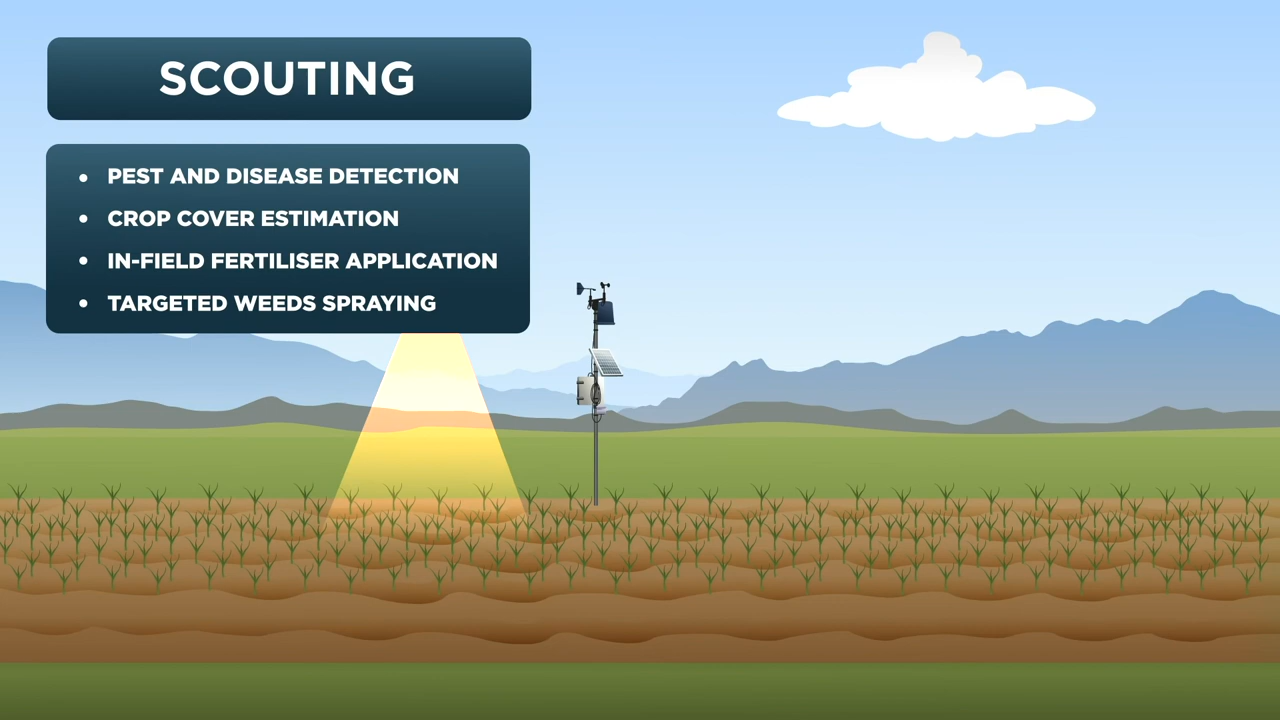 SCOUTING
• PEST AND DISEASE DETECTION
• CROP COVER ESTIMATION
• IN-FIELD FERTILISER APPLICATION
• TARGETED WEEDS SPRAYING